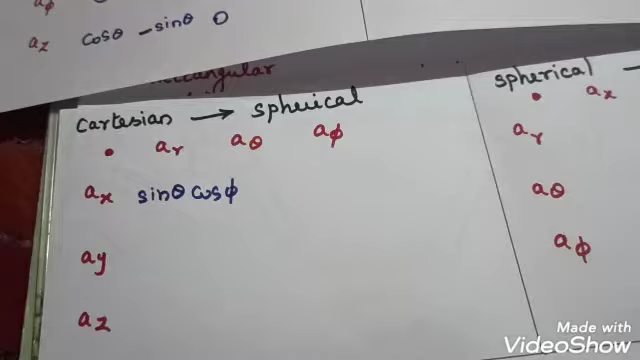 aϕ
az cosθ -sinθ 0
Cartesian → spherical
• ar aθ aϕ
ax sinθ cosϕ
ay
az
spherical →
• ax
ar
aθ
aϕ
Made with
VideoShow